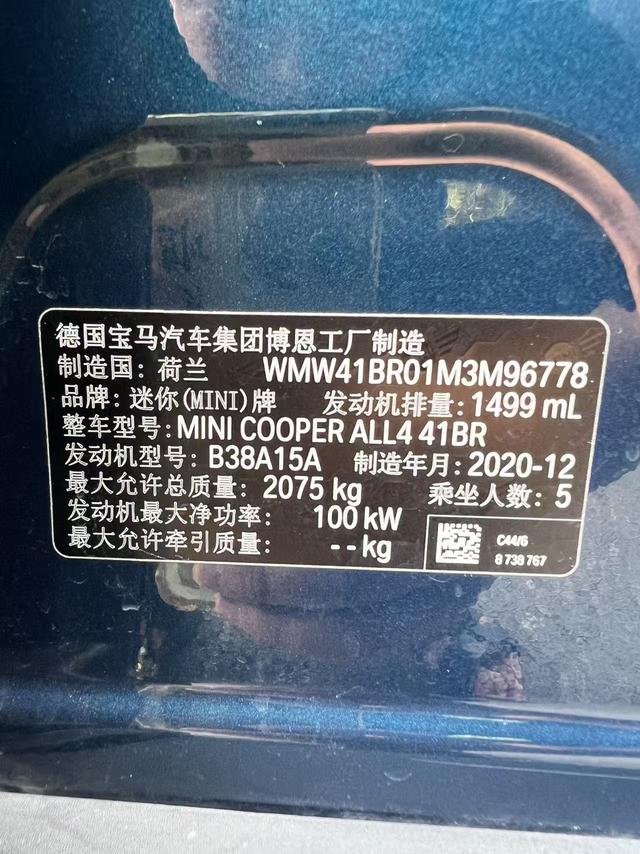 德国宝马汽车集团博恩工厂制造
制造国: 荷兰 WMW41BR01M3M96778
品牌: 迷你(MINI)牌 发动机排量: 1499 mL
整车型号: MINI COOPER ALL4 41BR
发动机型号: B38A15A 制造年月: 2020-12
最大允许总质量: 2075 kg 乘坐人数: 5
发动机最大净功率: 100 kW
最大允许牵引质量: -- kg
C44/6
8 738 767